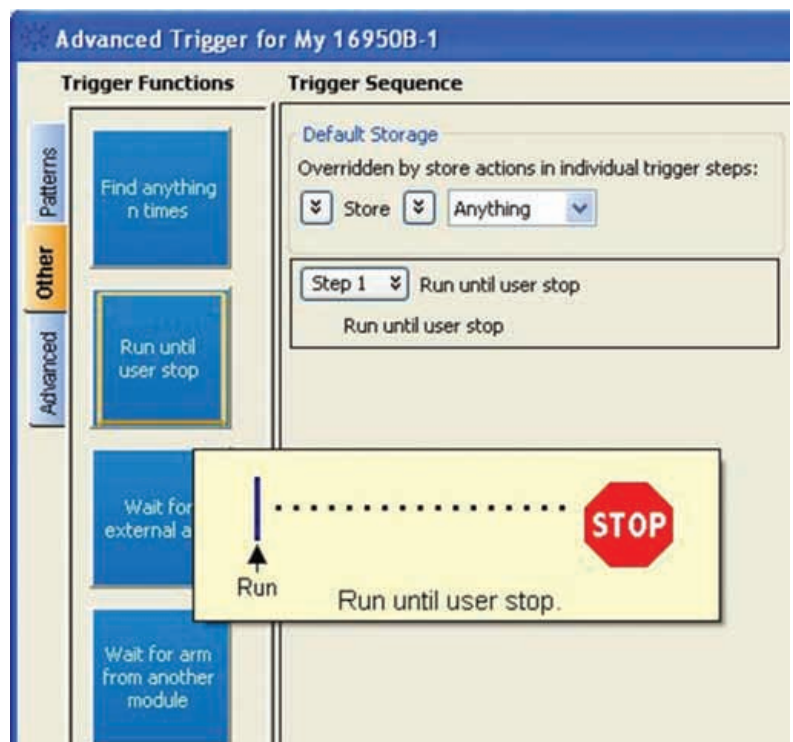 Advanced Trigger for My 16950B-1
Trigger Functions
Trigger Sequence
Patterns
Other
Advanced
Find anything
n times
Run until
user stop
Wait for
external
Wait for arm
from another
module
Default Storage
Overridden by store actions in individual trigger steps:
Store
Anything
Step 1
Run until user stop
Run until user stop
Run
STOP
Run until user stop.